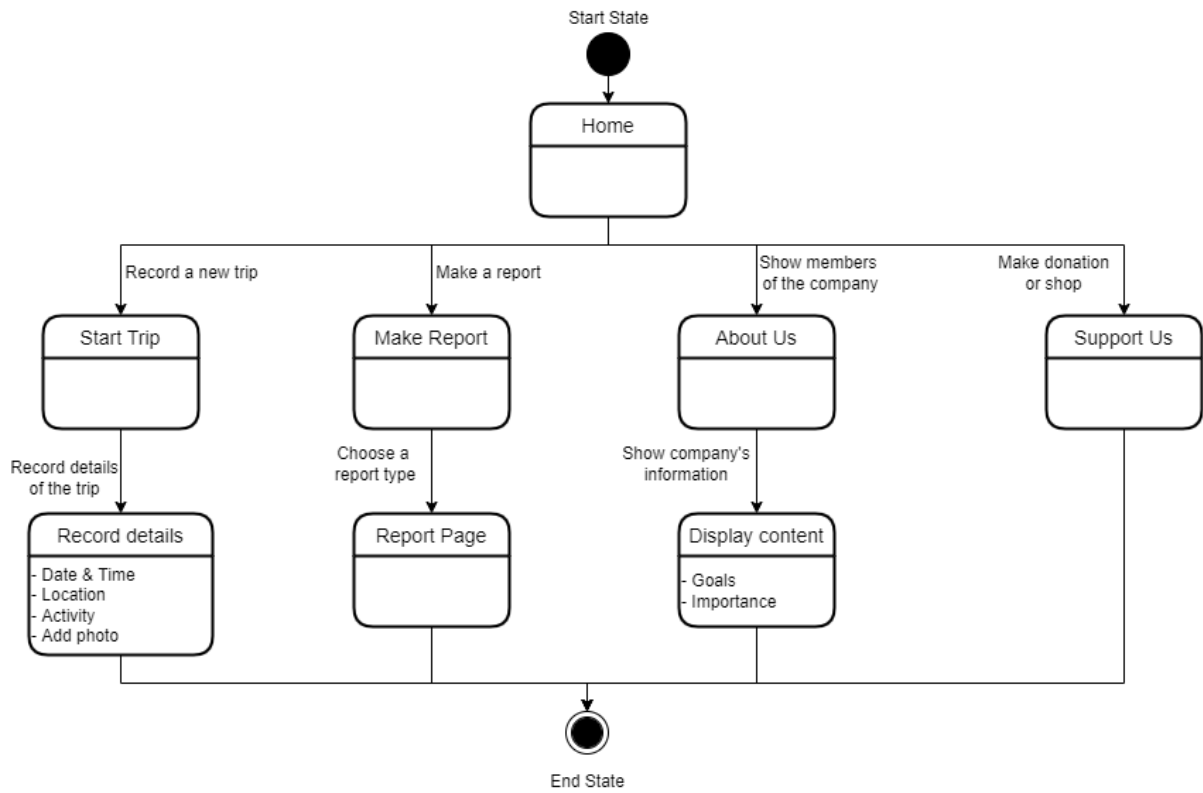 Start State
Home
Record a new trip
Make a report
Show members
of the company
Make donation
or shop
Start Trip
Make Report
About Us
Support Us
Record details
of the trip
Choose a
report type
Show company's
information
Record details
- Date & Time
- Location
- Activity
- Add photo
Report Page
Display content
- Goals
- Importance
End State